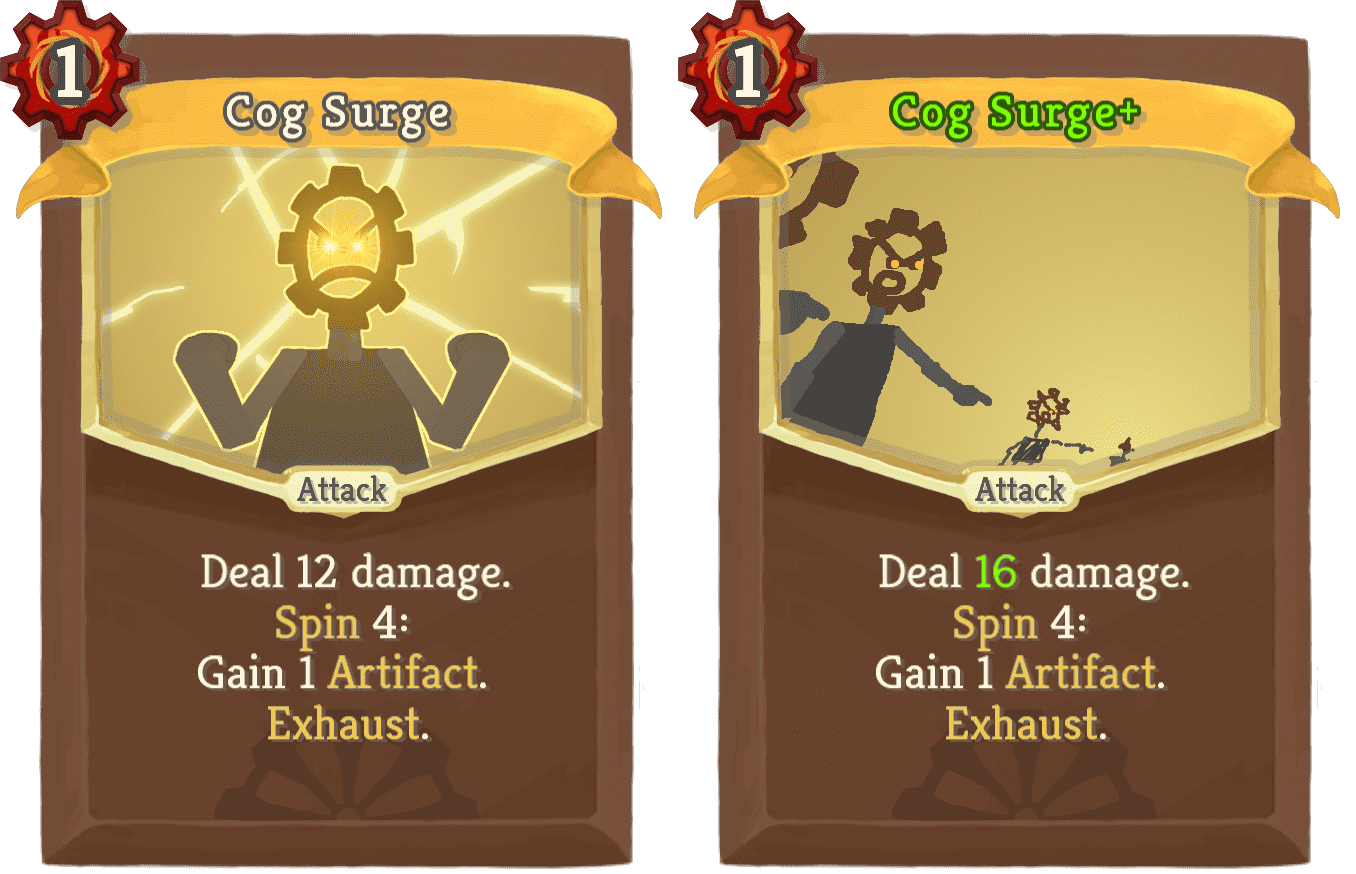 1
Cog Surge
Attack
Deal 12 damage.
Spin 4:
Gain 1 Artifact.
Exhaust.
1
Cog Surge+
Attack
Deal 16 damage.
Spin 4:
Gain 1 Artifact.
Exhaust.